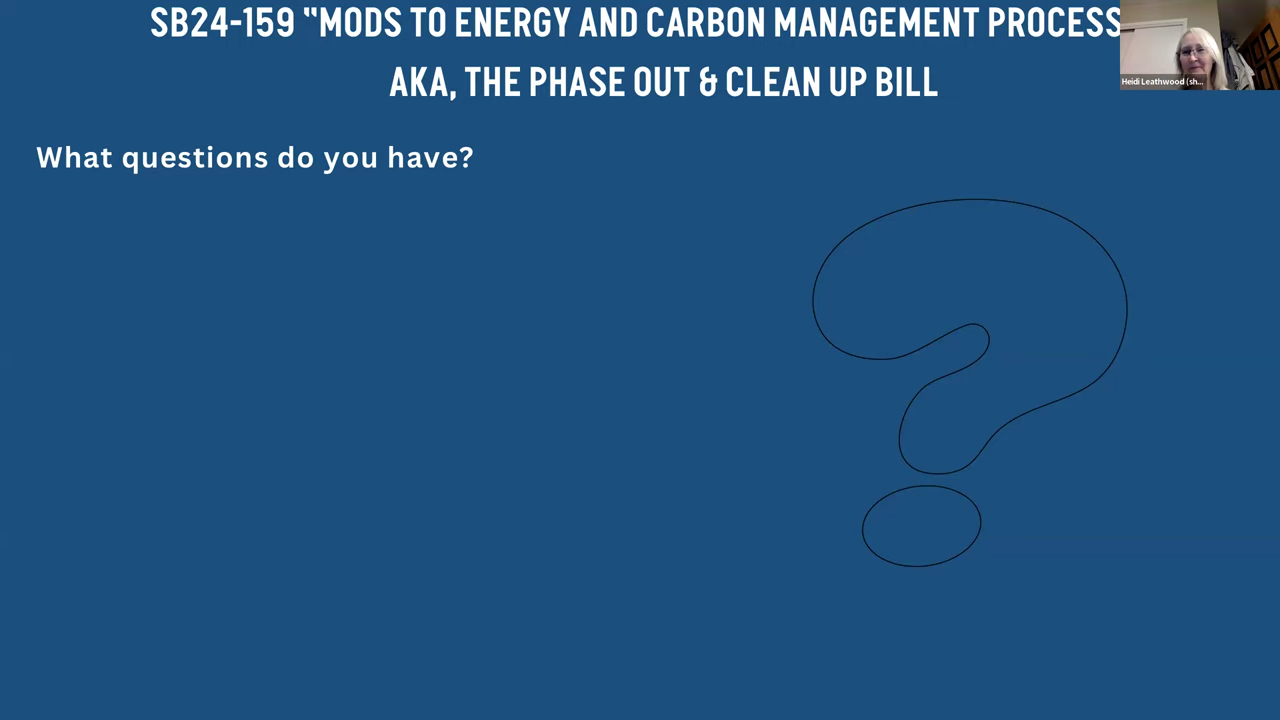 SB24-159 “MODS TO ENERGY AND CARBON MANAGEMENT PROCESS
AKA, THE PHASE OUT & CLEAN UP BILL
Heidi Leathwood (sh...
What questions do you have?